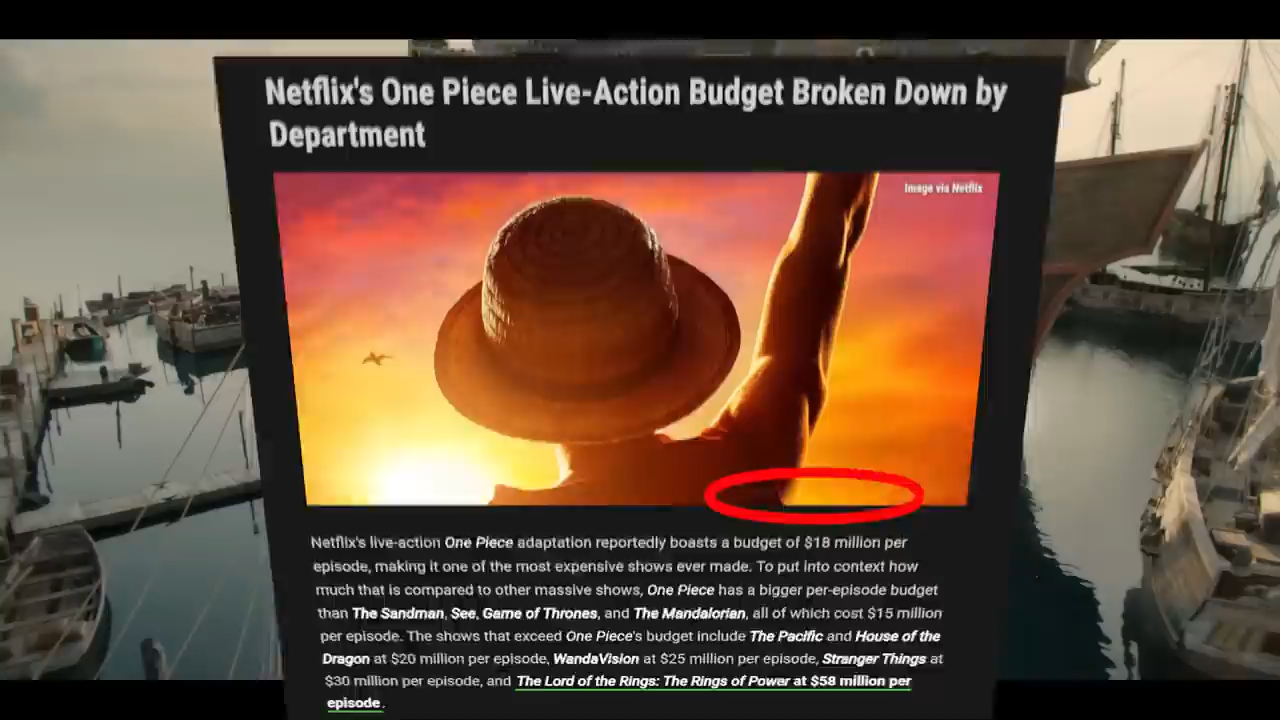 Netflix's One Piece Live-Action Budget Broken Down by
Department
Image via Netflix
Netflix's live-action One Piece adaptation reportedly boasts a budget of $18 million per
episode, making it one of the most expensive shows ever made. To put into context how
much that is compared to other massive shows, One Piece has a bigger per-episode budget
than The Sandman, See, Game of Thrones, and The Mandalorian, all of which cost $15 million
per episode. The shows that exceed One Piece's budget include The Pacific and House of the
Dragon at $20 million per episode, WandaVision at $25 million per episode, Stranger Things at
$30 million per episode, and The Lord of the Rings: The Rings of Power at $58 million per
episode.